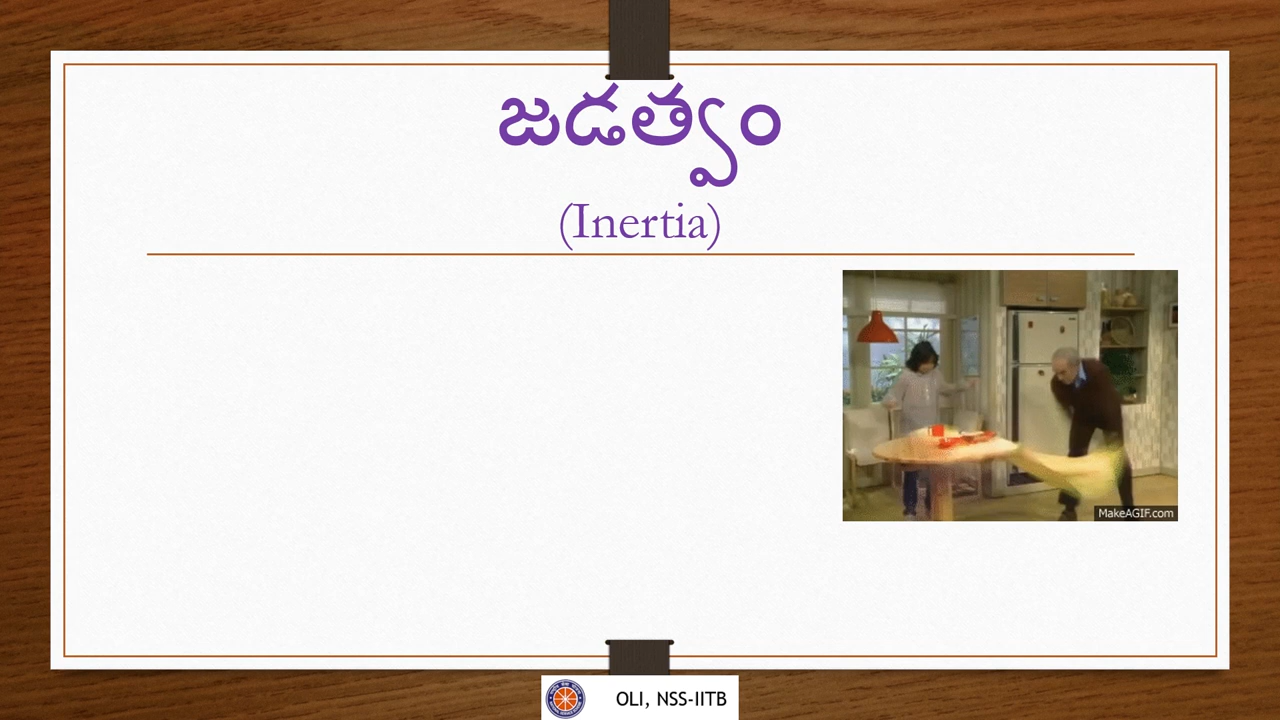 జడత్వం
(Inertia)
MakeAGIF.com
OLI, NSS-IITB